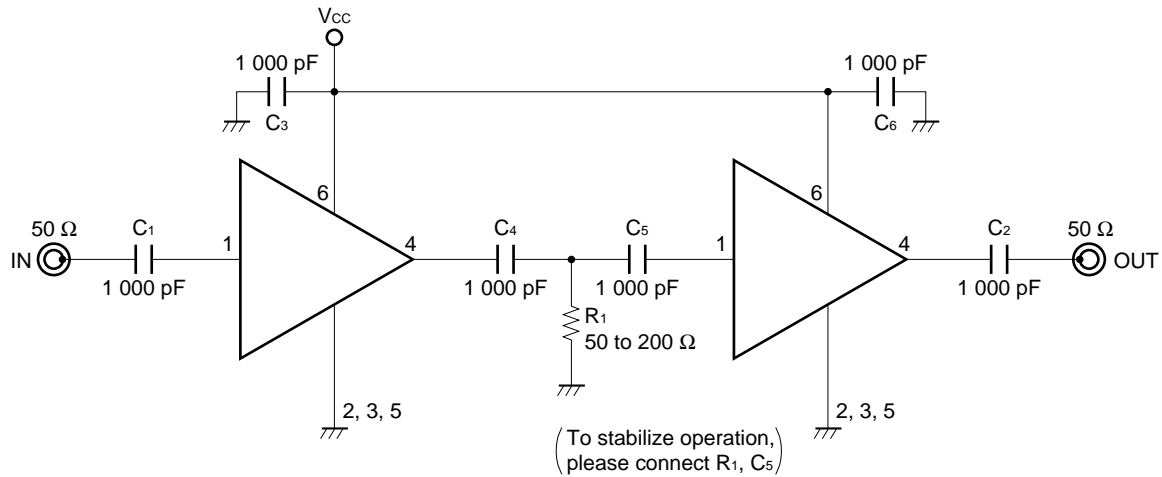 VCC
1 000 pF
C3
1 000 pF
C6
6
6
50 Ω
IN
C1
1 000 pF
1
4
C4
1 000 pF
C5
1 000 pF
1
4
C2
1 000 pF
50 Ω
OUT
R1
50 to 200 Ω
2, 3, 5
2, 3, 5
(To stabilize operation,
please connect R1, C5)